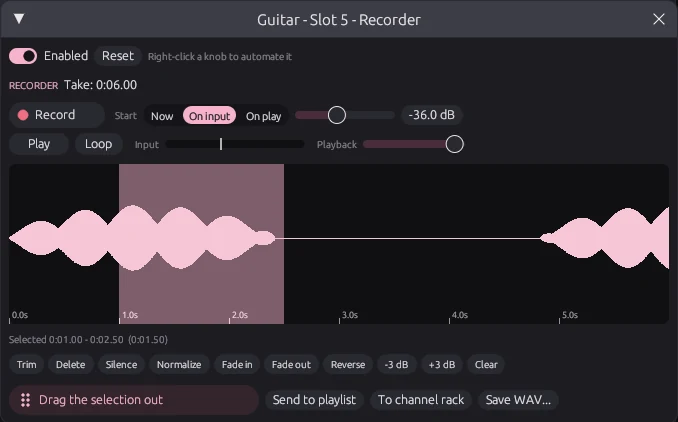 Guitar - Slot 5 - Recorder
Enabled Reset Right-click a knob to automate it
RECORDER Take: 0:06.00
Record Start Now On input On play -36.0 dB
Play Loop Input Playback
0.0s 1.0s 2.0s 3.0s 4.0s 5.0s
Selected 0:01.00 - 0:02.50 (0:01.50)
Trim Delete Silence Normalize Fade in Fade out Reverse -3 dB +3 dB Clear
Drag the selection out Send to playlist To channel rack Save WAV...